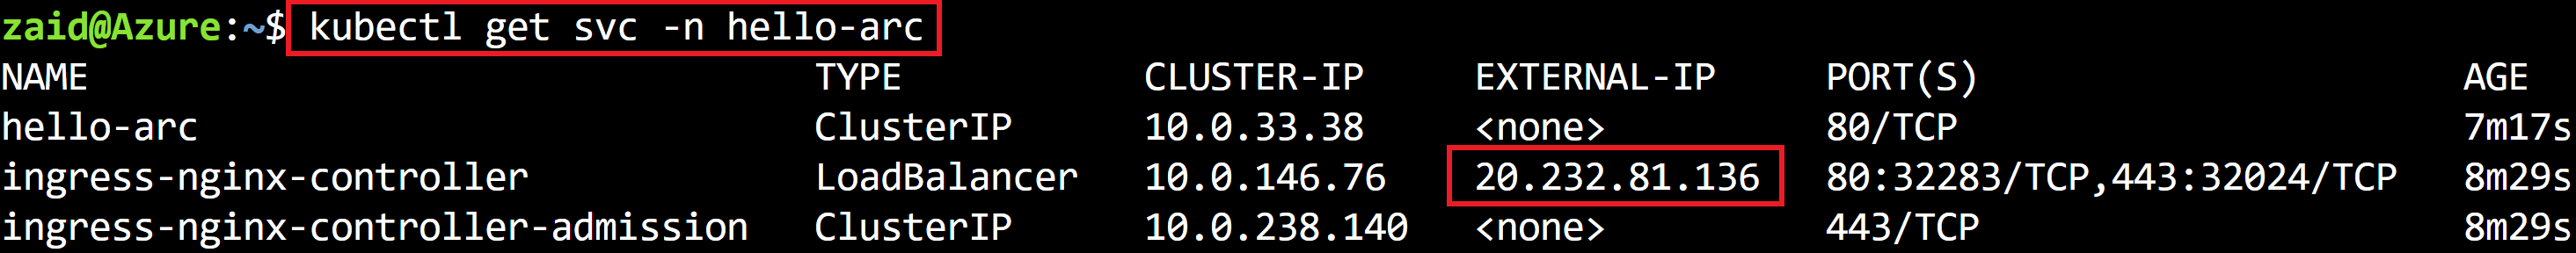 zaid@Azure:~$ kubectl get svc -n hello-arc
NAME TYPE CLUSTER-IP EXTERNAL-IP PORT(S) AGE
hello-arc ClusterIP 10.0.33.38 <none> 80/TCP 7m17s
ingress-nginx-controller LoadBalancer 10.0.146.76 20.232.81.136 80:32283/TCP,443:32024/TCP 8m29s
ingress-nginx-controller-admission ClusterIP 10.0.238.140 <none> 443/TCP 8m29s